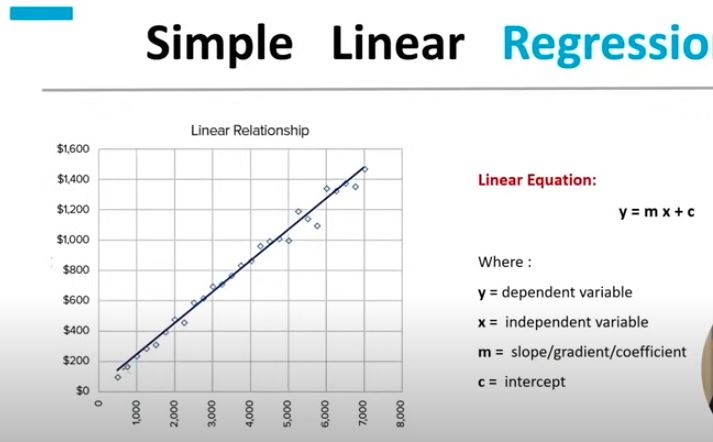 Simple Linear Regressio
Linear Relationship
$1,600
$1,400
$1,200
$1,000
$800
$600
$400
$200
$0
0
1,000
2,000
3,000
4,000
5,000
6,000
7,000
8,000
Linear Equation:
y = m x + c
Where :
y = dependent variable
x = independent variable
m = slope/gradient/coefficient
c = intercept